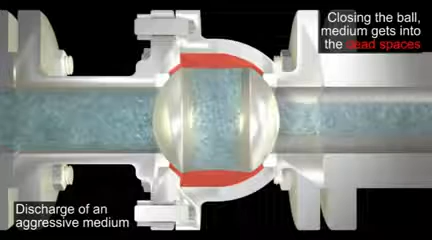 Closing the ball,
medium gets into
the dead spaces
Discharge of an
aggressive medium